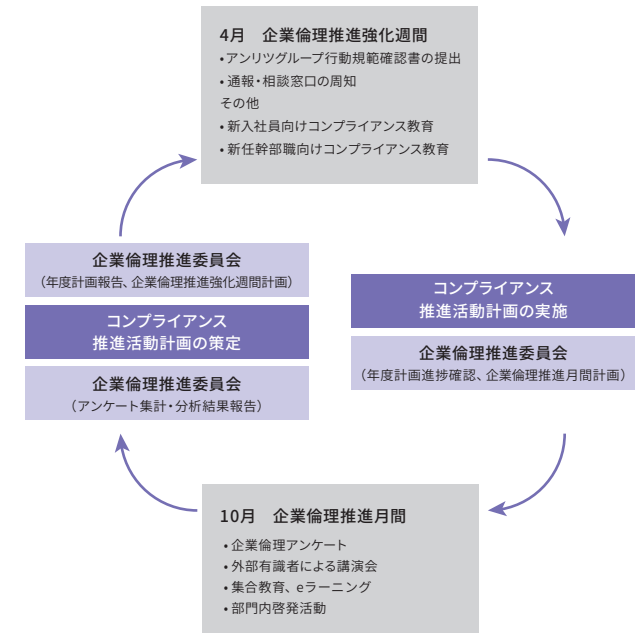 4月 企業倫理推進強化週間
•アンリツグループ行動規範確認書の提出
•通報・相談窓口の周知
その他
•新入社員向けコンプライアンス教育
•新任幹部職向けコンプライアンス教育
企業倫理推進委員会
（年度計画報告、企業倫理推進強化週間計画）
コンプライアンス
推進活動計画の策定
企業倫理推進委員会
（アンケート集計・分析結果報告）
コンプライアンス
推進活動計画の実施
企業倫理推進委員会
（年度計画進捗確認、企業倫理推進月間計画）
10月 企業倫理推進月間
•企業倫理アンケート
•外部有識者による講演会
•集合教育、eラーニング
•部門内啓発活動